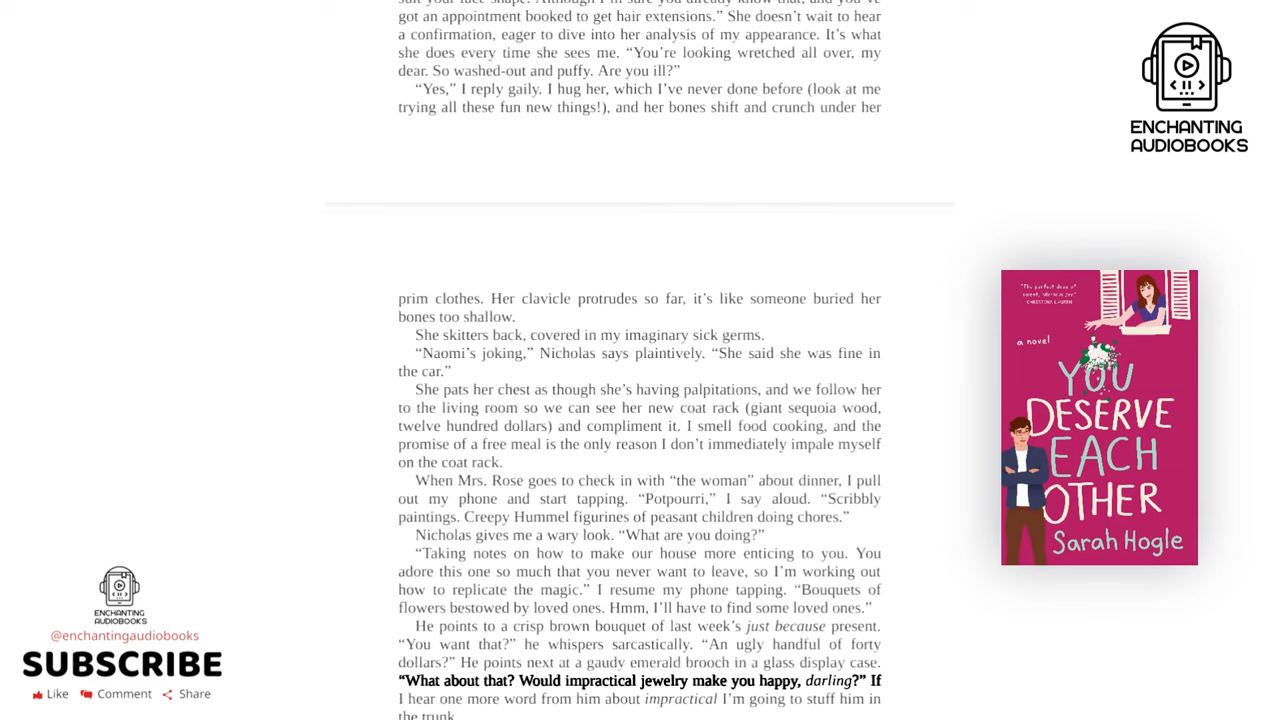 suit your face shape. Although I'm sure you already know that, and you've
got an appointment booked to get hair extensions.” She doesn’t wait to hear
a confirmation, eager to dive into her analysis of my appearance. It’s what
she does every time she sees me. “You’re looking wretched all over, my
dear. So washed-out and puffy. Are you ill?”
“Yes,” I reply gaily. I hug her, which I’ve never done before (look at me
trying all these fun new things!), and her bones shift and crunch under her
prim clothes. Her clavicle protrudes so far, it’s like someone buried her
bones too shallow.
She skitters back, covered in my imaginary sick germs.
“Naomi’s joking,” Nicholas says plaintively. “She said she was fine in
the car.”
She pats her chest as though she’s having palpitations, and we follow her
to the living room so we can see her new coat rack (giant sequoia wood,
twelve hundred dollars) and compliment it. I smell food cooking, and the
promise of a free meal is the only reason I don’t immediately impale myself
on the coat rack.
When Mrs. Rose goes to check in with “the woman” about dinner, I pull
out my phone and start tapping. “Potpourri,” I say aloud. “Scribbly
paintings. Creepy Hummel figurines of peasant children doing chores.”
Nicholas gives me a wary look. “What are you doing?”
“Taking notes on how to make our house more enticing to you. You
adore this one so much that you never want to leave, so I’m working out
how to replicate the magic.” I resume my phone tapping. “Bouquets of
flowers bestowed by loved ones. Hmm, I’ll have to find some loved ones.”
He points to a crisp brown bouquet of last week’s just because present.
“You want that?” he whispers sarcastically. “An ugly handful of forty
dollars?” He points next at a gaudy emerald brooch in a glass display case.
“What about that? Would impractical jewelry make you happy, darling?” If
I hear one more word from him about impractical I’m going to stuff him in
the trunk.
ENCHANTING
AUDIOBOOKS
"The perfect dose of
CHRISTINA LAUREN
a novel
YOU
DESERVE
EACH
OTHER
Sarah Hogle
ENCHANTING
AUDIOBOOKS
@enchantingaudiobooks
SUBSCRIBE
Like Comment Share